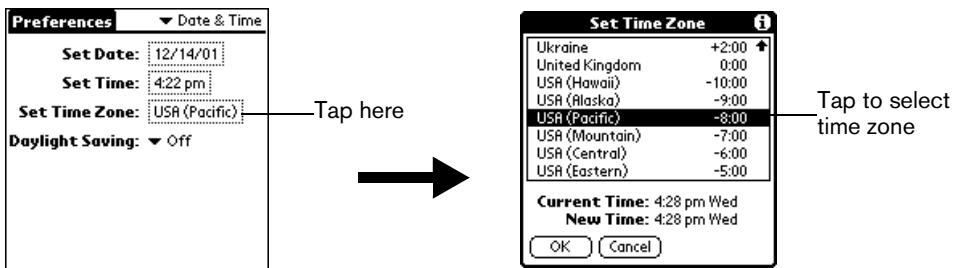 Preferences Date & Time
Set Date: 12/14/01
Set Time: 4:22 pm
Set Time Zone: USA (Pacific)
Daylight Saving: Off
Tap here
Set Time Zone i
Ukraine +2:00
United Kingdom 0:00
USA (Hawaii) -10:00
USA (Alaska) -9:00
USA (Pacific) -8:00
USA (Mountain) -7:00
USA (Central) -6:00
USA (Eastern) -5:00
Current Time: 4:28 pm Wed
New Time: 4:28 pm Wed
OK Cancel
Tap to select
time zone